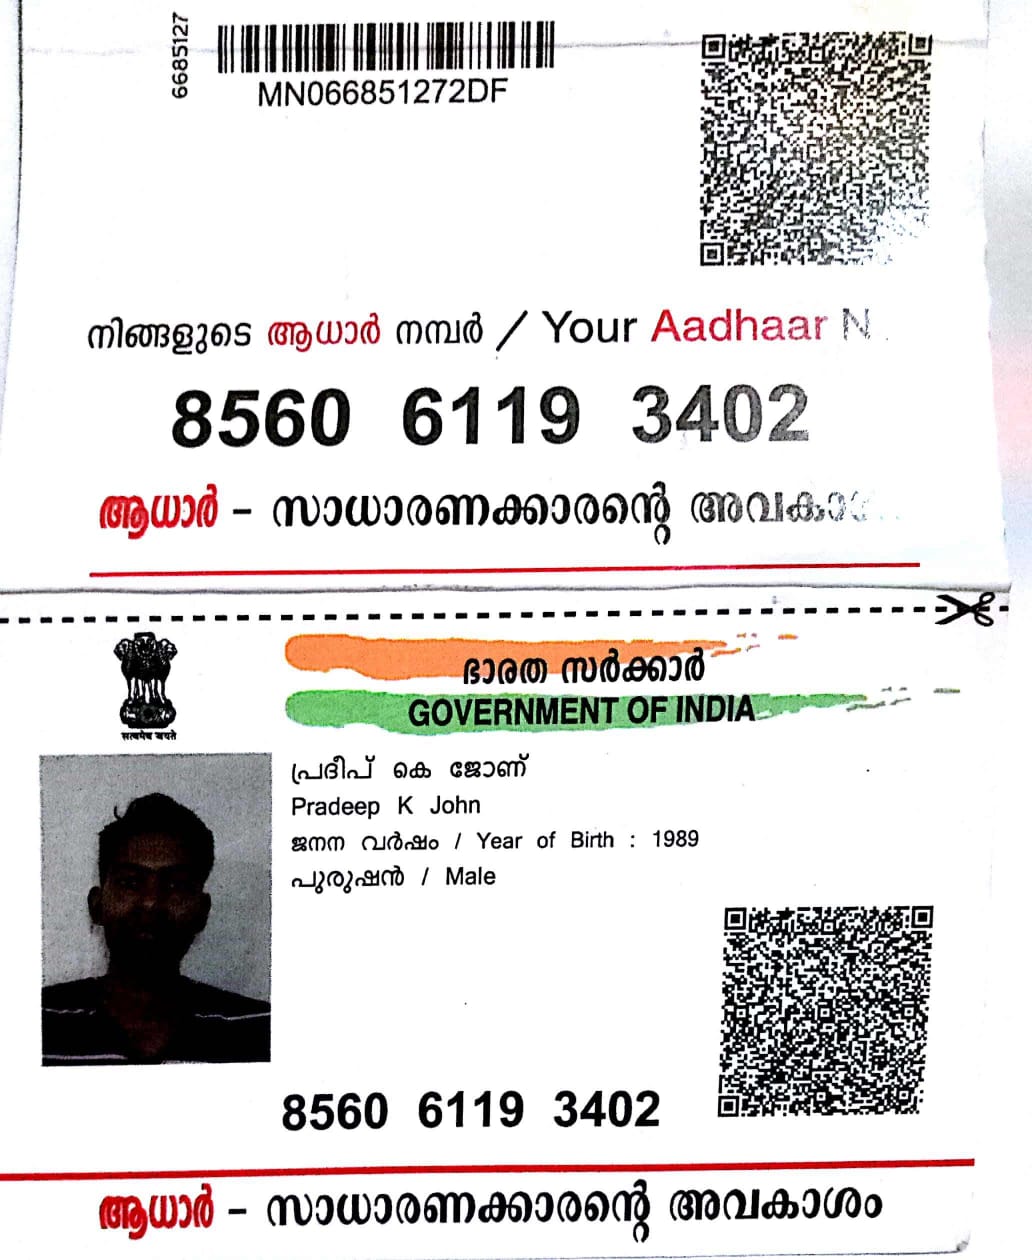 6685127
MN066851272DF
നിങ്ങളുടെ ആധാർ നമ്പർ / Your Aadhaar N
8560 6119 3402
ആധാർ – സാധാരണക്കാരന്റെ
ഭാരത സർക്കാർ
GOVERNMENT OF INDIA
सत्यमेव जयते
പ്രദീപ് കെ ജോണ്
Pradeep K John
ജനന വർഷം / Year of Birth : 1989
പുരുഷൻ / Male
8560 6119 3402
ആധാർ – സാധാരണക്കാരന്റെ അവകാശം